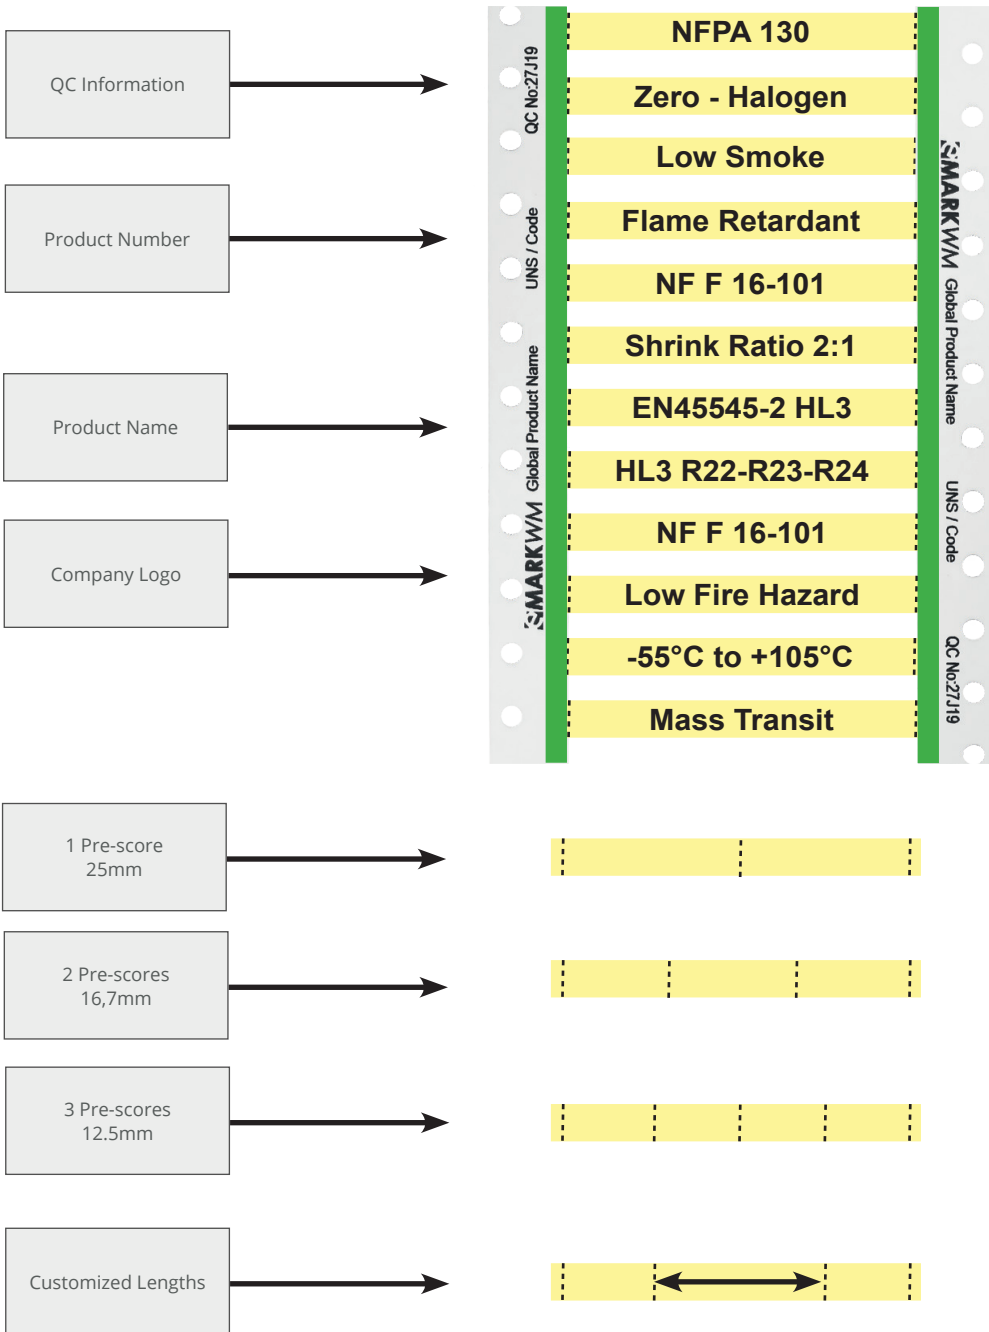 QC Information
Product Number
Product Name
Company Logo
QC No:27J19
UNS / Code
Global Product Name
SMARKWM
NFPA 130
Zero - Halogen
Low Smoke
Flame Retardant
NF F 16-101
Shrink Ratio 2:1
EN45545-2 HL3
HL3 R22-R23-R24
NF F 16-101
Low Fire Hazard
-55°C to +105°C
Mass Transit
SMARKWM
Global Product Name
UNS / Code
QC No:27J19
1 Pre-score
25mm
2 Pre-scores
16,7mm
3 Pre-scores
12.5mm
Customized Lengths